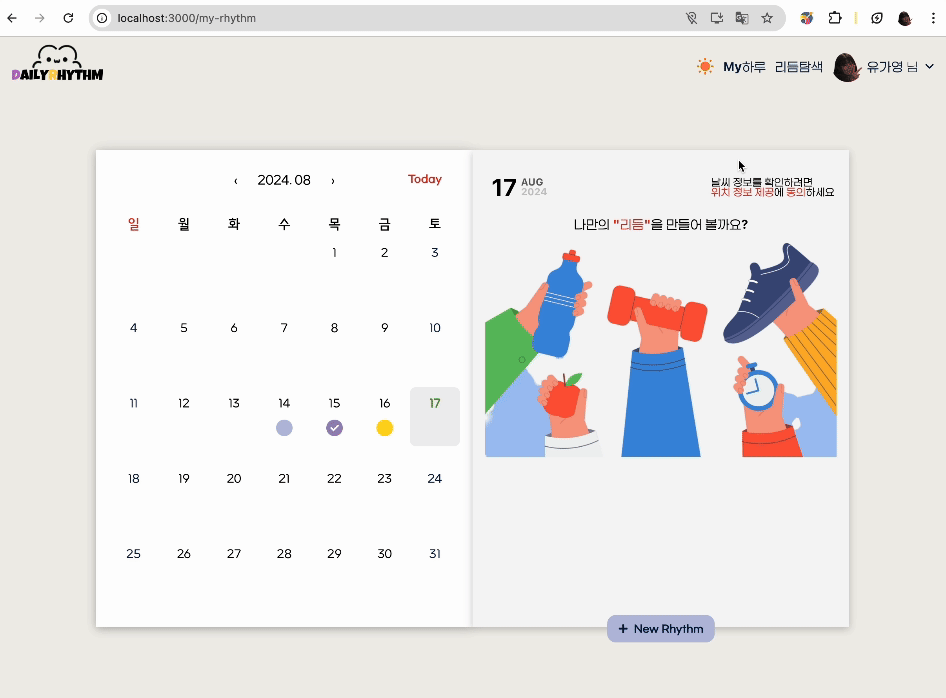 localhost:3000/my-rhythm
DAILYRHYTHM
My하루 리듬탐색 유가영 님
‹ 2024. 08 › Today
일 월 화 수 목 금 토
1 2 3
4 5 6 7 8 9 10
11 12 13 14 15 16 17
18 19 20 21 22 23 24
25 26 27 28 29 30 31
17 AUG
2024
날씨 정보를 확인하려면
위치 정보 제공에 동의하세요
나만의 "리듬"을 만들어 볼까요?
+ New Rhythm